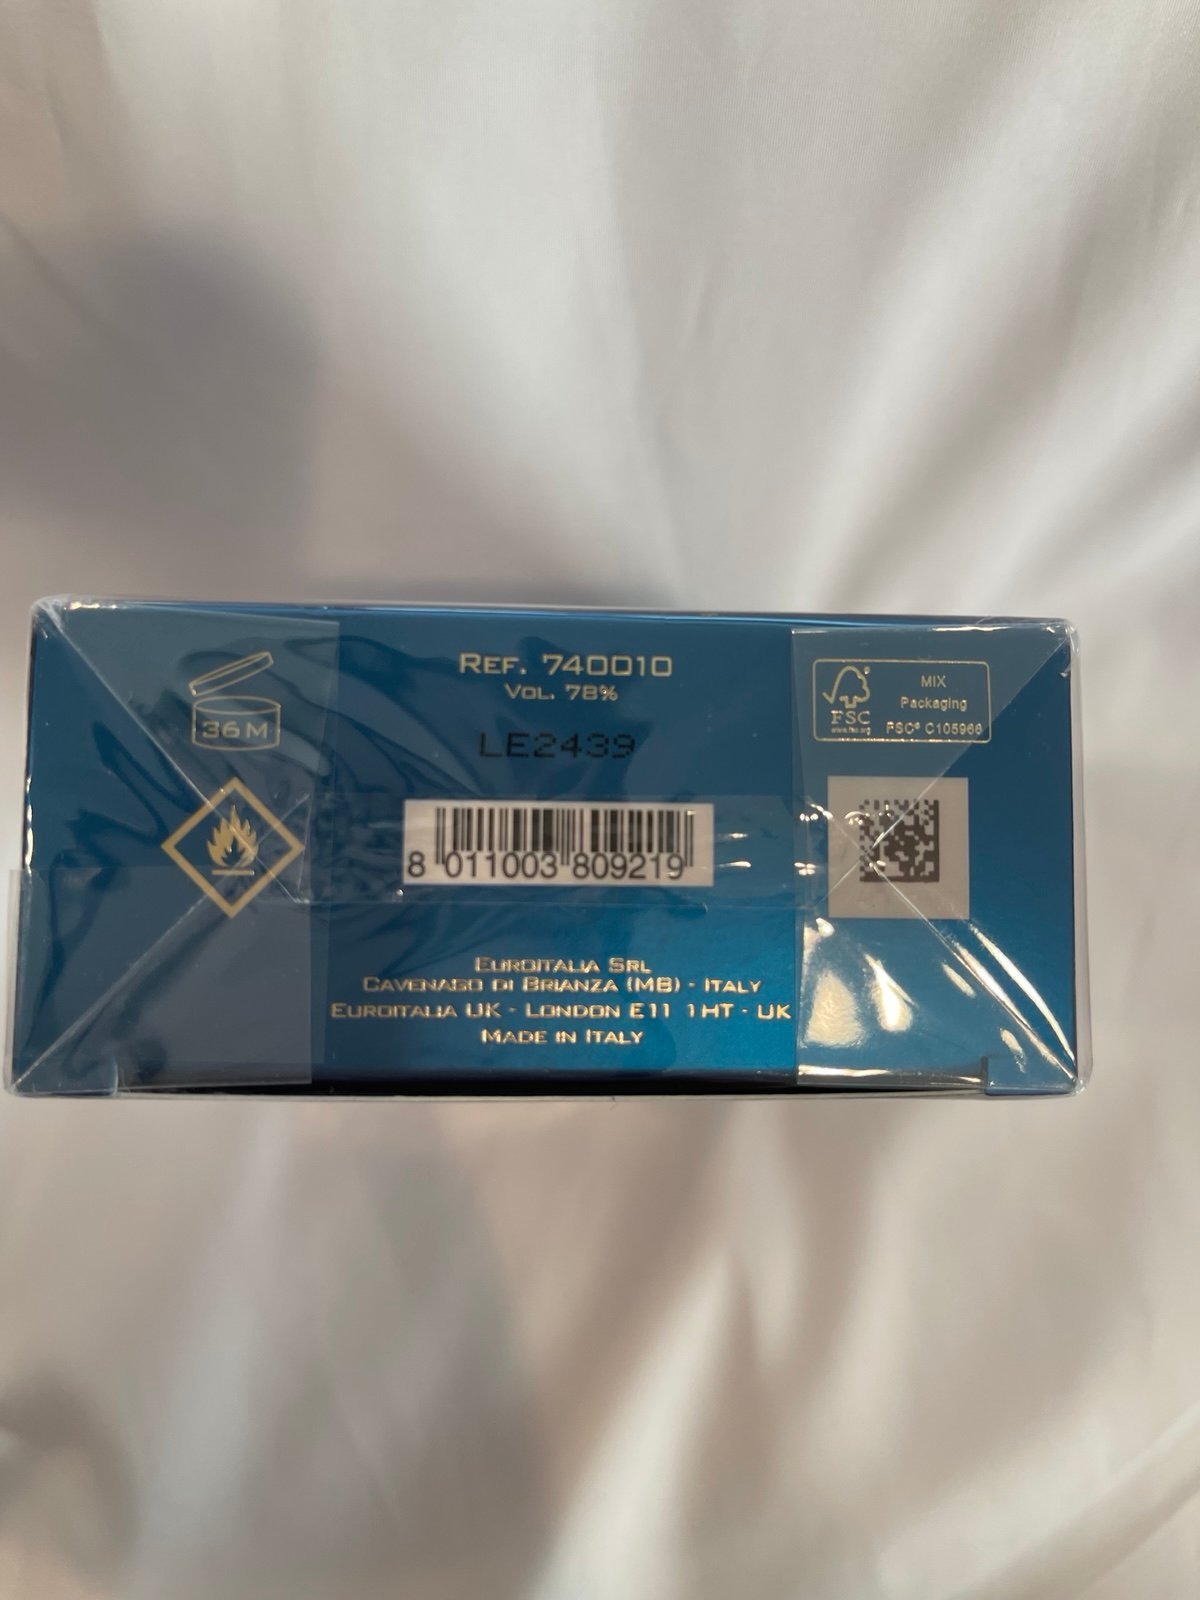 REF. 740010
VOL. 78%
36 M
LE2439
FSC
www.fsc.org
MIX
Packaging
FSC® C105966
8 011003 809219
EUROITALIA SRL
CAVENAGO DI BRIANZA (MB) - ITALY
EUROITALIA UK - LONDON E11 1HT - UK
MADE IN ITALY